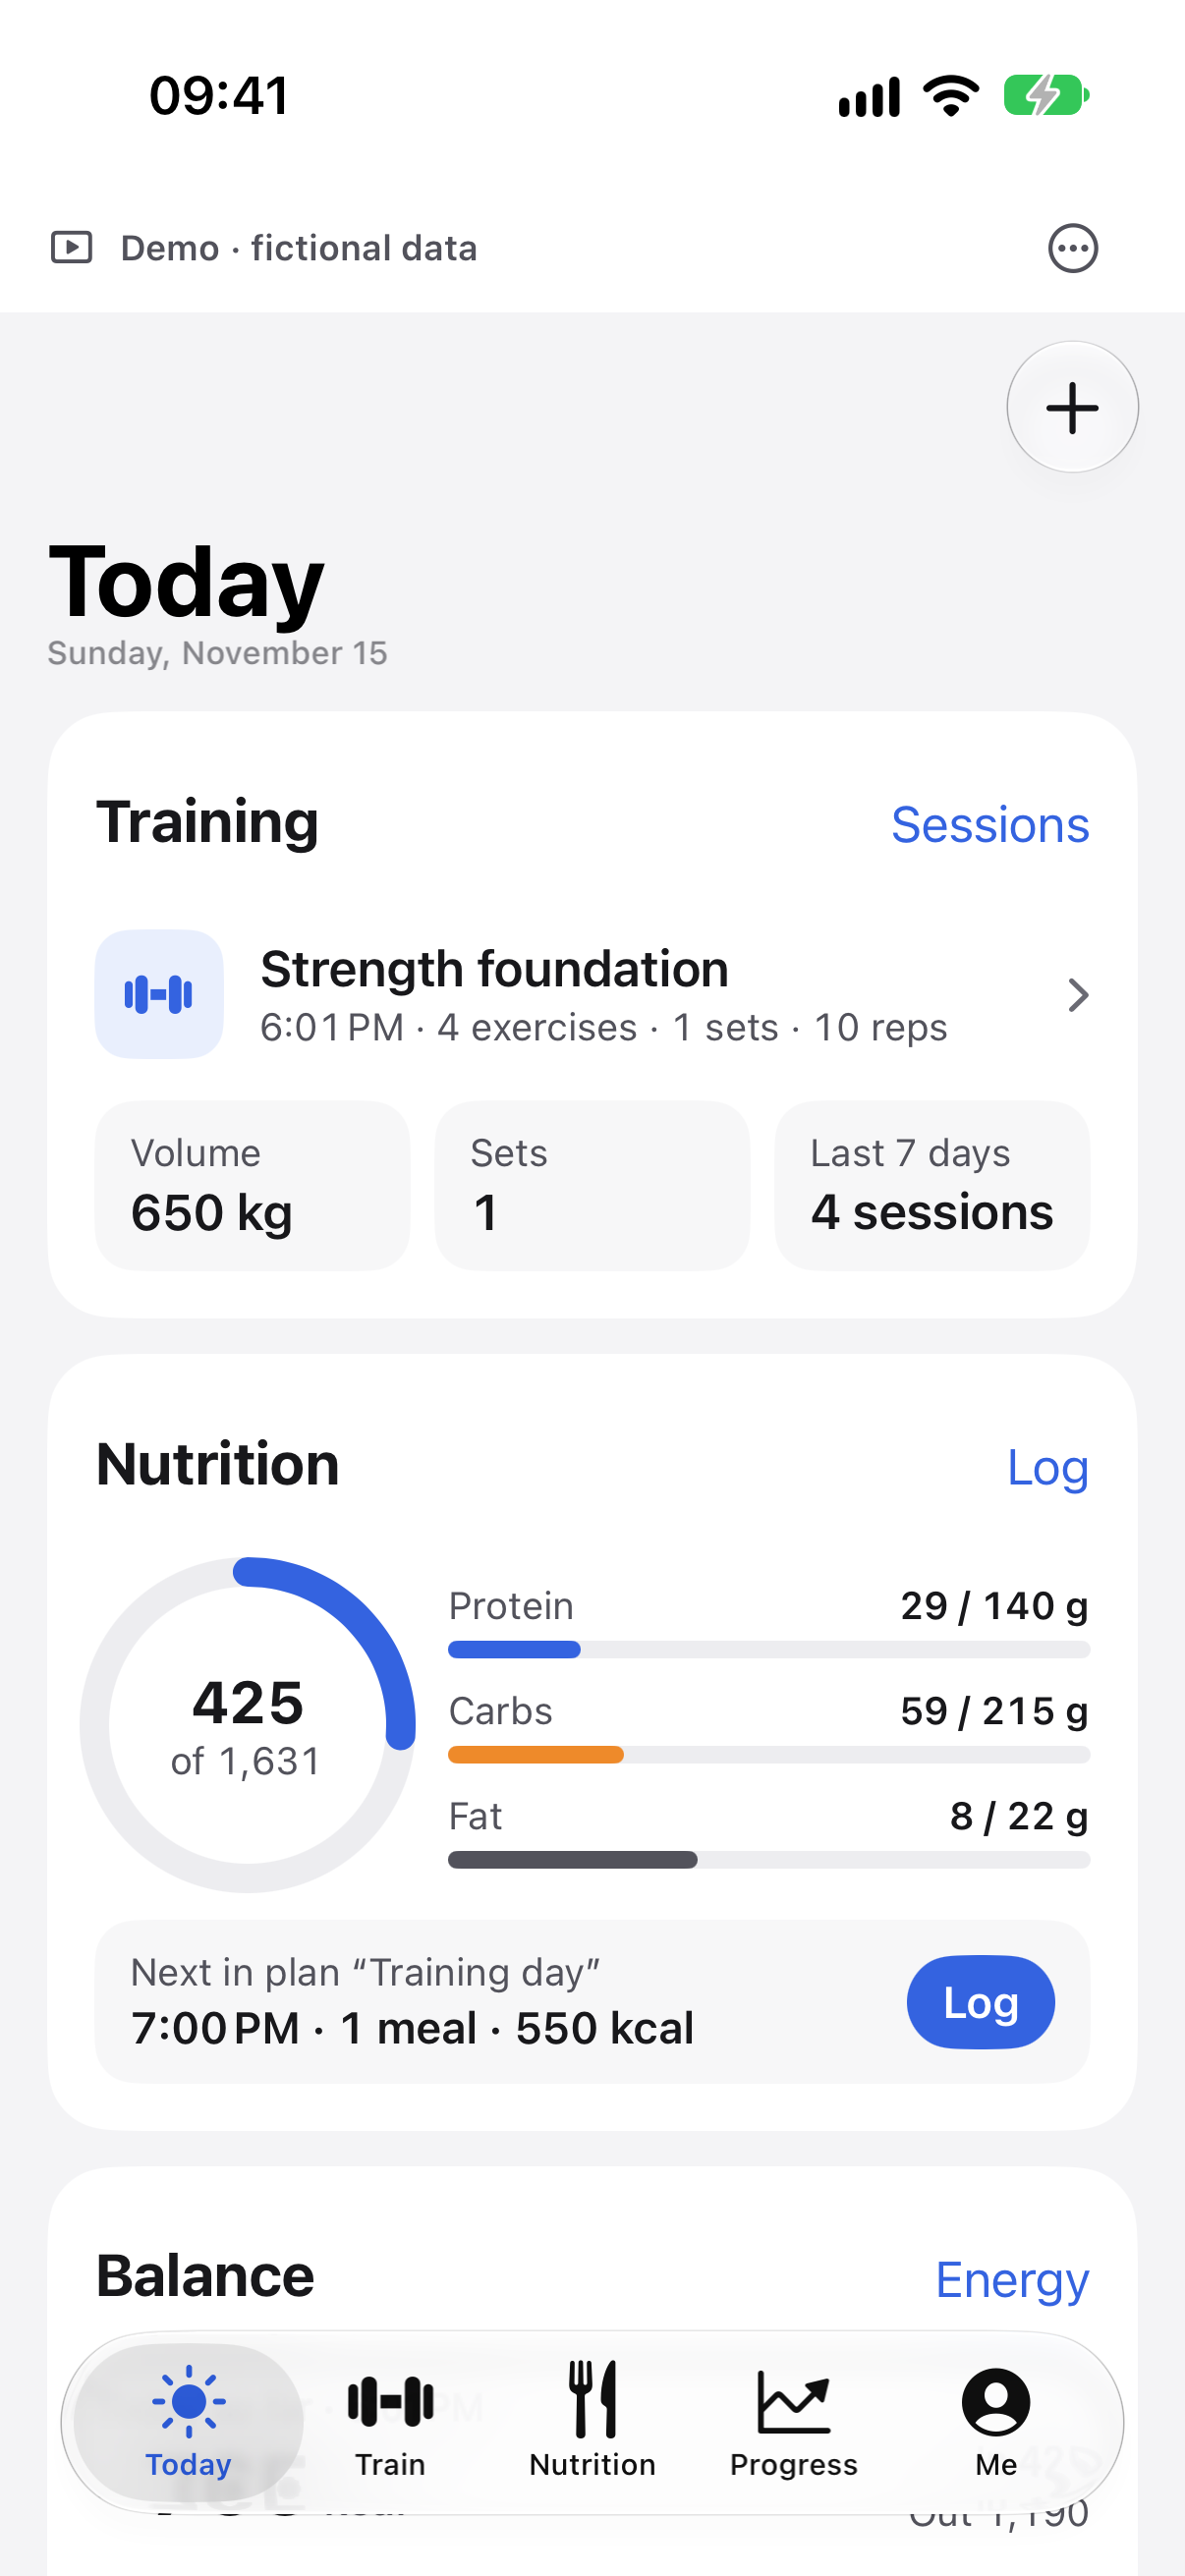 09:41
Demo · fictional data
Today
Sunday, November 15
Training
Sessions
Strength foundation
6:01 PM · 4 exercises · 1 sets · 10 reps
Volume
650 kg
Sets
1
Last 7 days
4 sessions
Nutrition
Log
425
of 1,631
Protein
29 / 140 g
Carbs
59 / 215 g
Fat
8 / 22 g
Next in plan “Training day”
7:00 PM · 1 meal · 550 kcal
Log
Balance
Energy
Today
Train
Nutrition
Progress
Me
Out 1,190